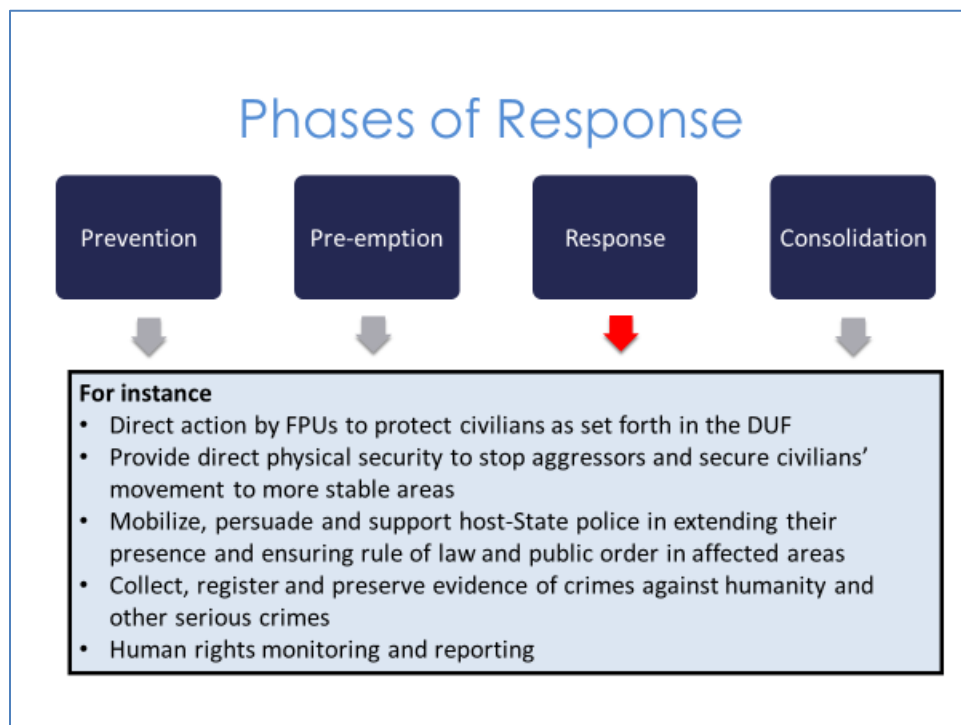 Phases of Response
Prevention
Pre-emption
Response
Consolidation
For instance
• Direct action by FPUs to protect civilians as set forth in the DUF
• Provide direct physical security to stop aggressors and secure civilians’
movement to more stable areas
• Mobilize, persuade and support host-State police in extending their
presence and ensuring rule of law and public order in affected areas
• Collect, register and preserve evidence of crimes against humanity and
other serious crimes
• Human rights monitoring and reporting